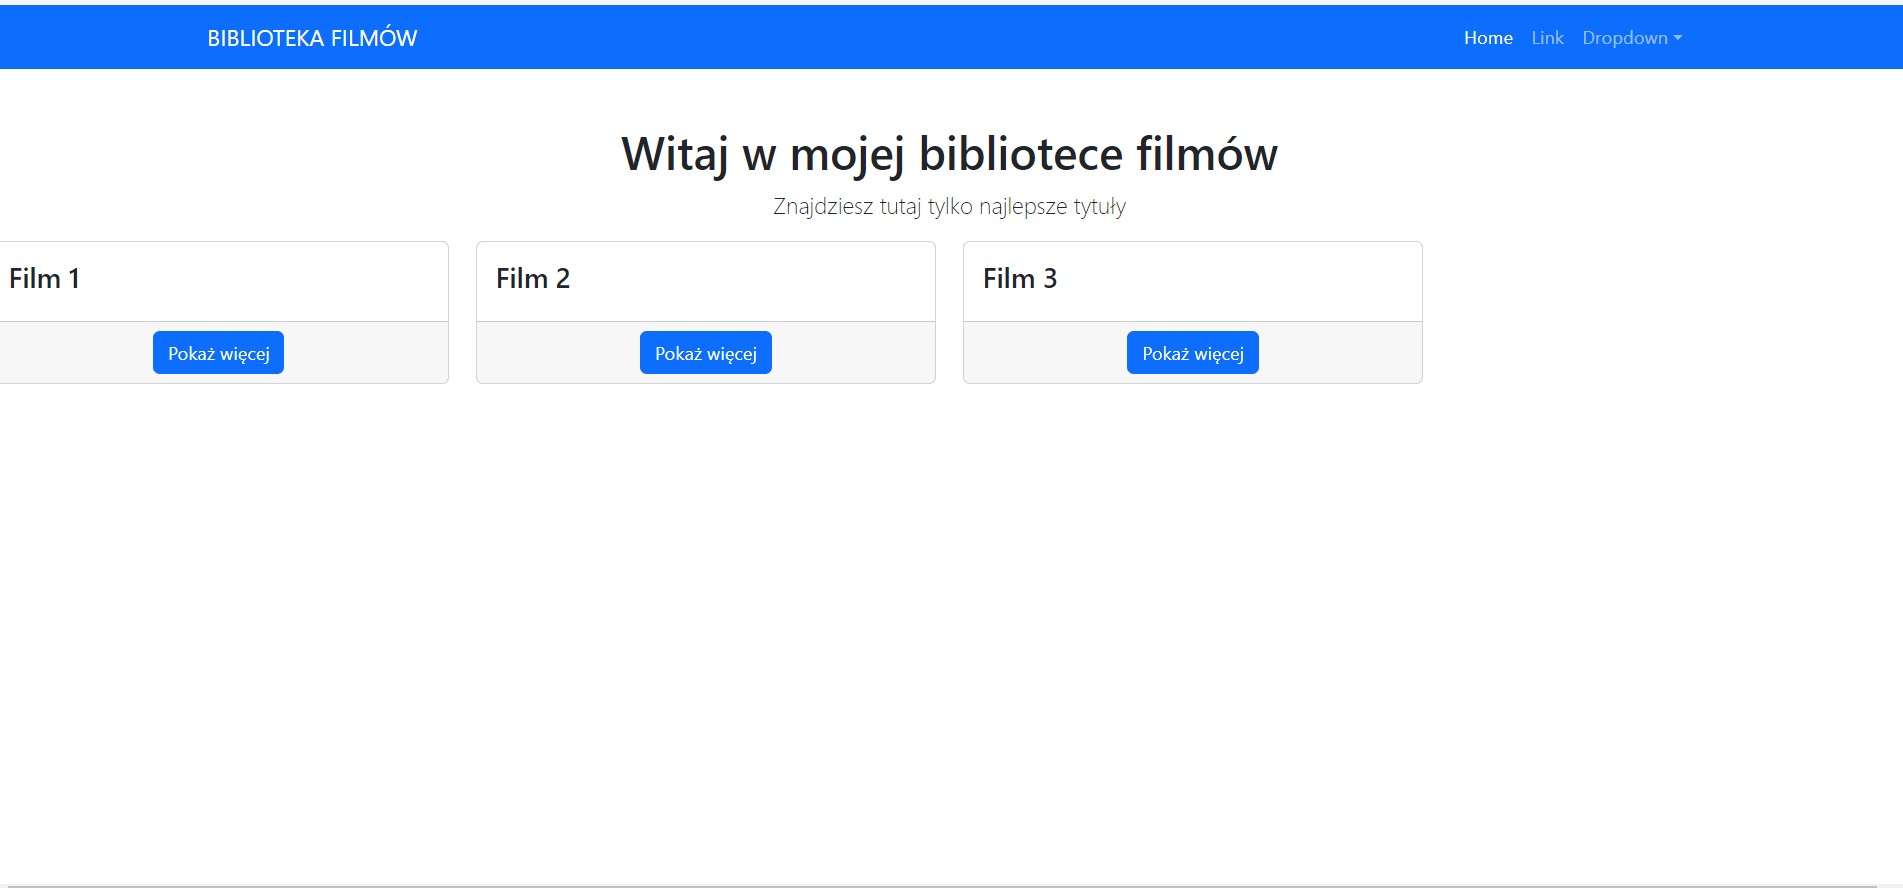 BIBLIOTEKA FILMÓW Home Link Dropdown
Witaj w mojej bibliotece filmów
Znajdziesz tutaj tylko najlepsze tytuły
Film 1 Film 2 Film 3
Pokaż więcej Pokaż więcej Pokaż więcej